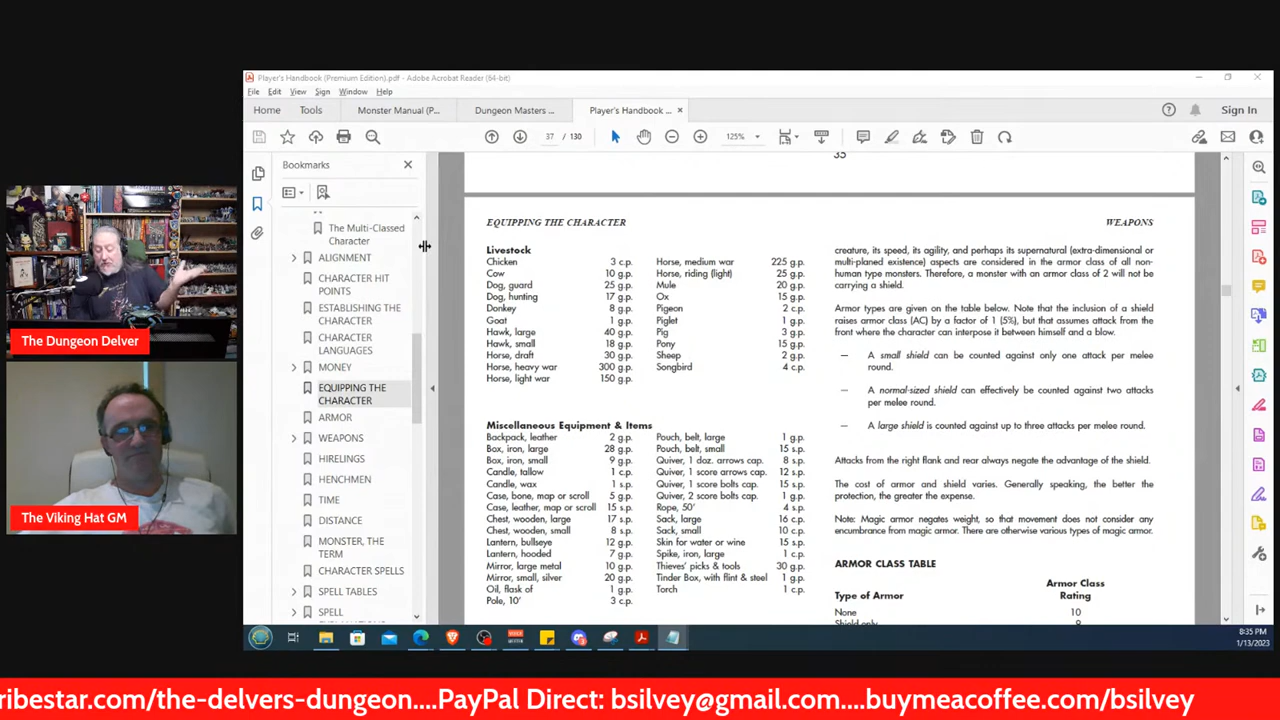 Player's Handbook (Premium Edition).pdf - Adobe Acrobat Reader (64-bit)
File Edit View Sign Window Help
Home Tools Monster Manual (P... Dungeon Masters ... Player's Handbook ... × Sign In
37 / 130 125%
Bookmarks ×
The Multi-Classed
Character
ALIGNMENT
CHARACTER HIT
POINTS
ESTABLISHING THE
CHARACTER
CHARACTER
LANGUAGES
MONEY
EQUIPPING THE
CHARACTER
ARMOR
WEAPONS
HIRELINGS
HENCHMEN
TIME
DISTANCE
MONSTER, THE
TERM
CHARACTER SPELLS
SPELL TABLES
SPELL
35
EQUIPPING THE CHARACTER
WEAPONS
Livestock
Chicken 3 c.p.
Cow 10 g.p.
Dog, guard 25 g.p.
Dog, hunting 17 g.p.
Donkey 8 g.p.
Goat 1 g.p.
Hawk, large 40 g.p.
Hawk, small 18 g.p.
Horse, draft 30 g.p.
Horse, heavy war 300 g.p.
Horse, light war 150 g.p.
Horse, medium war 225 g.p.
Horse, riding (light) 25 g.p.
Mule 20 g.p.
Ox 15 g.p.
Pigeon 2 c.p.
Piglet 1 g.p.
Pig 3 g.p.
Pony 15 g.p.
Sheep 2 g.p.
Songbird 4 c.p.
Miscellaneous Equipment & Items
Backpack, leather 2 g.p.
Box, iron, large 28 g.p.
Box, iron, small 9 g.p.
Candle, tallow 1 c.p.
Candle, wax 1 s.p.
Case, bone, map or scroll 5 g.p.
Case, leather, map or scroll 15 s.p.
Chest, wooden, large 17 s.p.
Chest, wooden, small 8 s.p.
Lantern, bullseye 12 g.p.
Lantern, hooded 7 g.p.
Mirror, large metal 10 g.p.
Mirror, small, silver 20 g.p.
Oil, flask of 1 g.p.
Pole, 10' 3 c.p.
Pouch, belt, large 1 g.p.
Pouch, belt, small 15 s.p.
Quiver, 1 doz. arrows cap. 8 s.p.
Quiver, 1 score arrows cap. 12 s.p.
Quiver, 1 score bolts cap. 15 s.p.
Quiver, 2 score bolts cap. 1 g.p.
Rope, 50' 4 s.p.
Sack, large 16 c.p.
Sack, small 10 c.p.
Skin for water or wine 15 s.p.
Spike, iron, large 1 c.p.
Thieves' picks & tools 30 g.p.
Tinder Box, with flint & steel 1 g.p.
Torch 1 c.p.
creature, its speed, its agility, and perhaps its supernatural (extra-dimensional or
multi-planed existence) aspects are considered in the armor class of all non-
human type monsters. Therefore, a monster with an armor class of 2 will not be
carrying a shield.
Armor types are given on the table below. Note that the inclusion of a shield
raises armor class (AC) by a factor of 1 (5%), but that assumes attack from the
front where the character can interpose it between himself and a blow.
— A small shield can be counted against only one attack per melee
round.
— A normal-sized shield can effectively be counted against two attacks
per melee round.
— A large shield is counted against up to three attacks per melee round.
Attacks from the right flank and rear always negate the advantage of the shield.
The cost of armor and shield varies. Generally speaking, the better the
protection, the greater the expense.
Note: Magic armor negates weight, so that movement does not consider any
encumbrance from magic armor. There are otherwise various types of magic armor.
ARMOR CLASS TABLE
Armor Class
Type of Armor Rating
None 10
Shield only 9
8:35 PM
1/13/2023
The Dungeon Delver
The Viking Hat GM
ribestar.com/the-delvers-dungeon....PayPal Direct: bsilvey@gmail.com....buymeacoffee.com/bsilvey